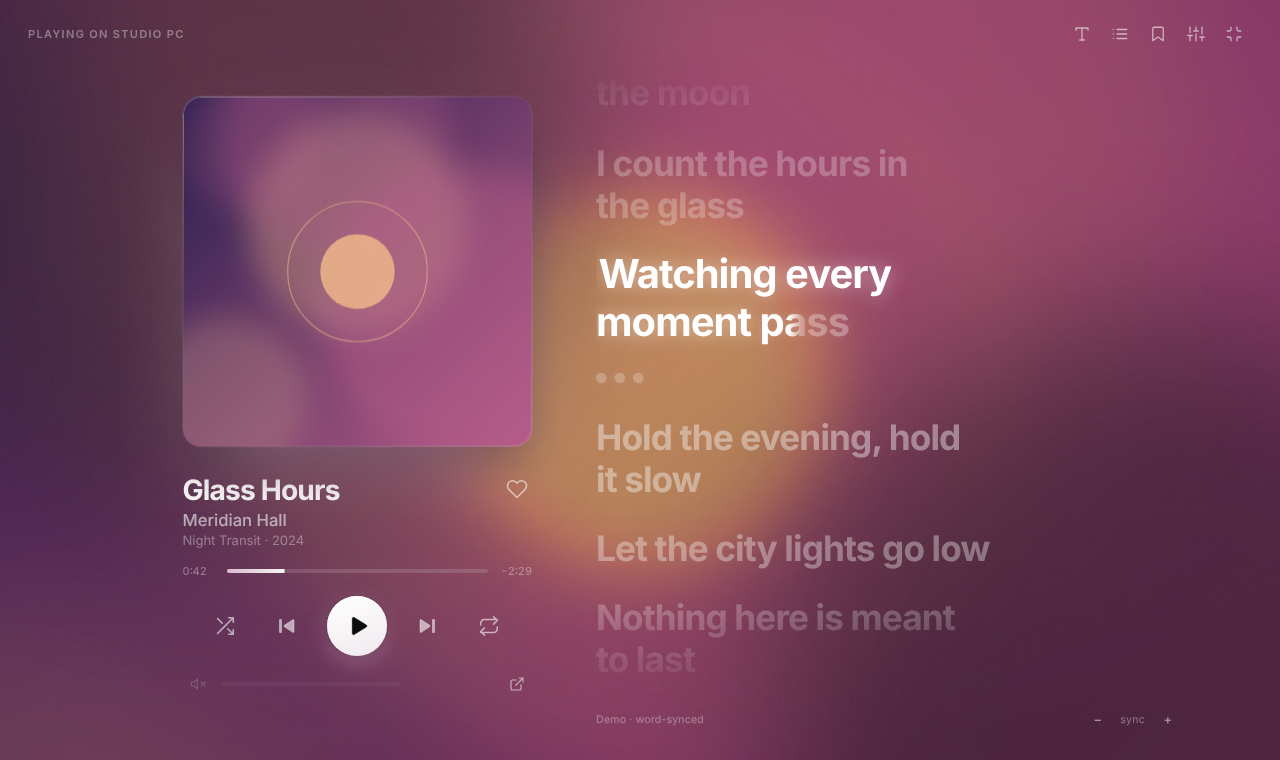 PLAYING ON STUDIO PC
the moon
I count the hours in
the glass
Watching every
moment pass
Hold the evening, hold
it slow
Let the city lights go low
Nothing here is meant
to last
Glass Hours
Meridian Hall
Night Transit · 2024
0:42
-2:29
Demo · word-synced
− sync +